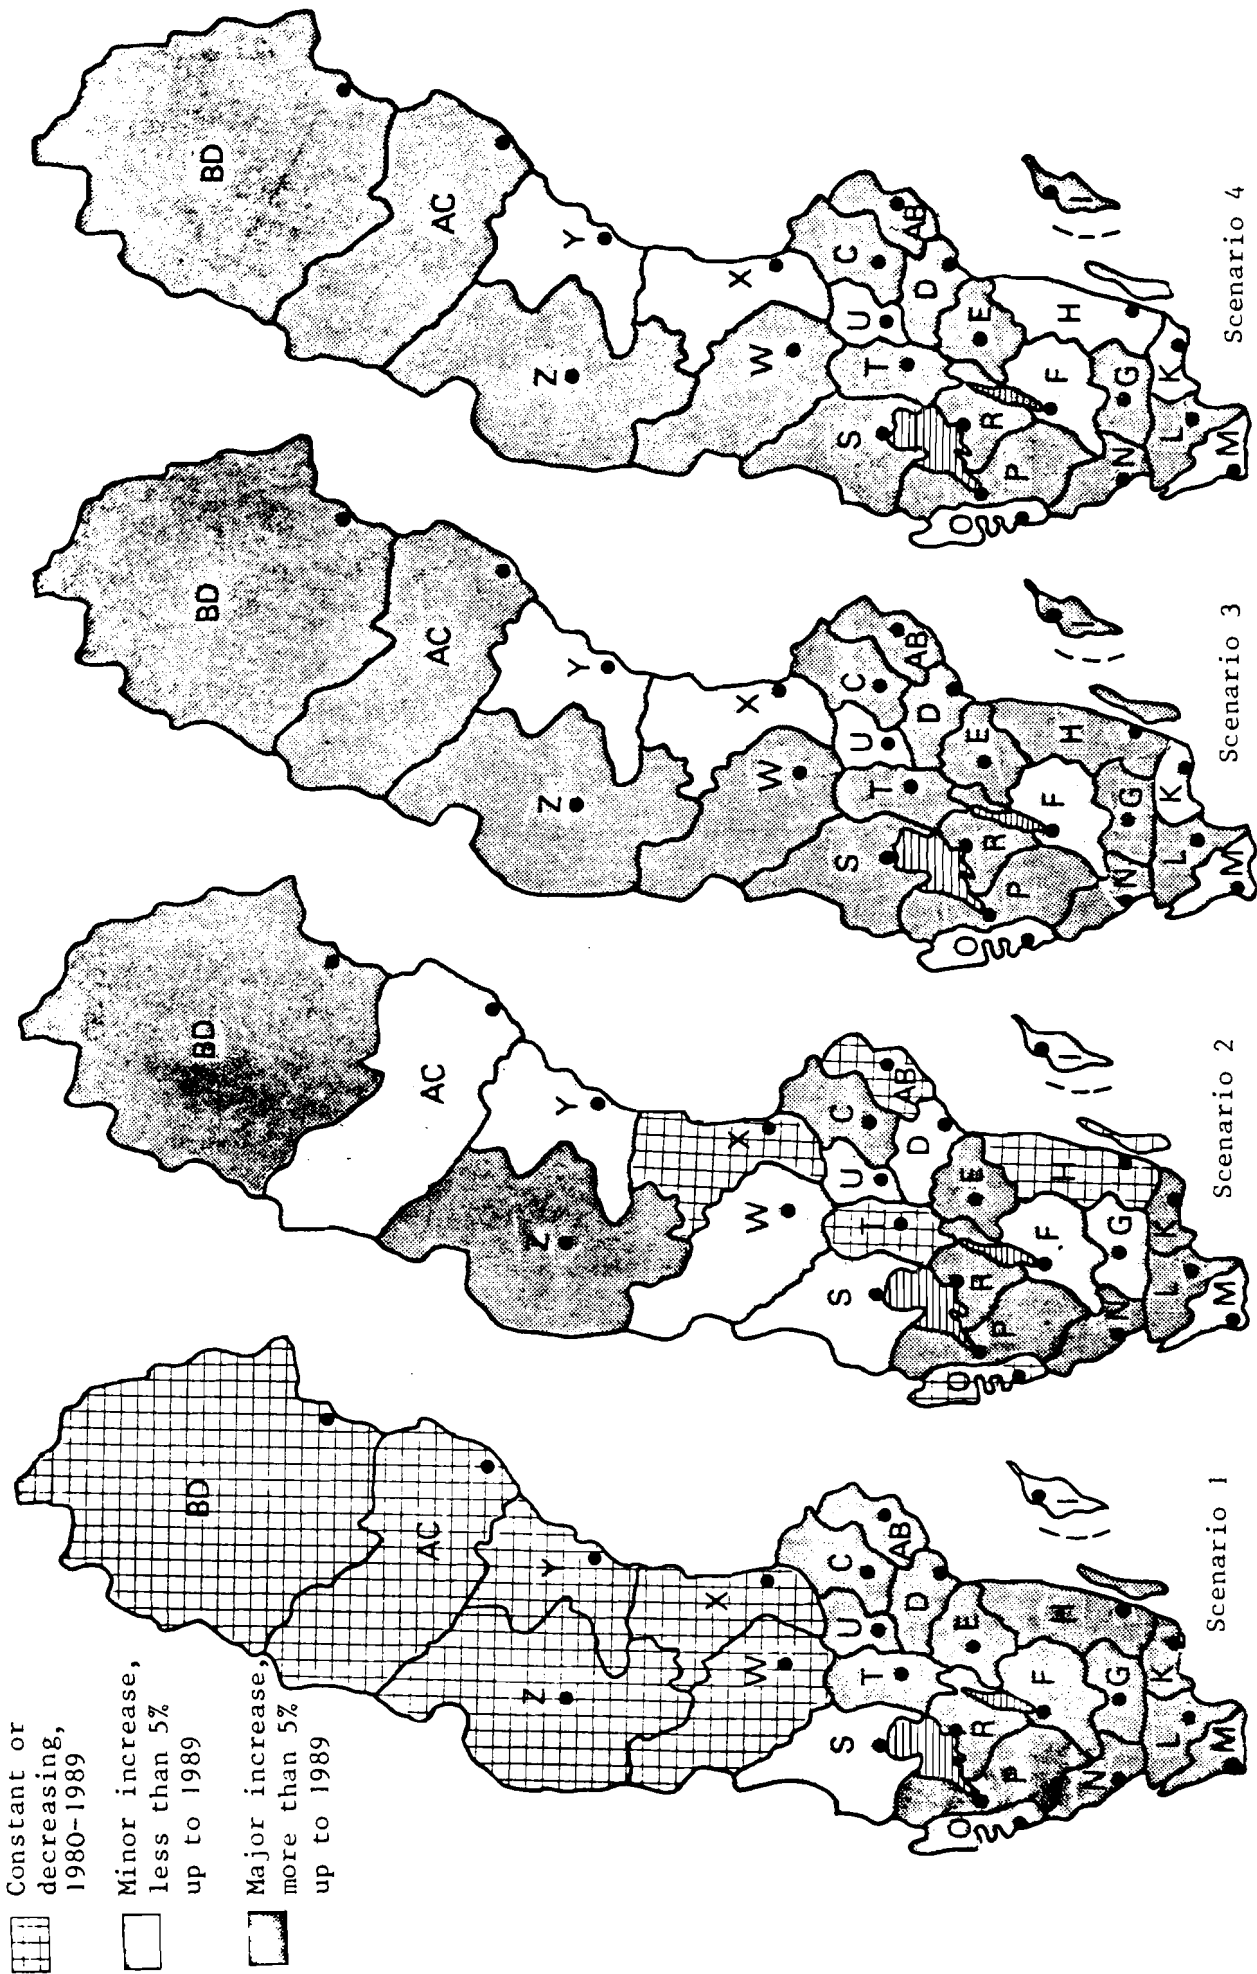 Constant or
decreasing,
1980-1989
Minor increase,
less than 5%
up to 1989
Major increase,
more than 5%
up to 1989
BD
AC
Z
Y
X
W
S
T
U
C
AB
D
E
R
P
O
F
H
G
N
L
K
M
I
Scenario 1
BD
AC
Z
Y
X
W
S
T
U
C
AB
D
E
R
P
O
F
H
G
N
L
K
M
I
Scenario 2
BD
AC
Z
Y
X
W
S
T
U
C
AB
D
E
R
P
O
F
H
G
N
L
K
M
I
Scenario 3
BD
AC
Z
Y
X
W
S
T
U
C
AB
D
E
R
P
O
F
H
G
N
L
K
M
I
Scenario 4